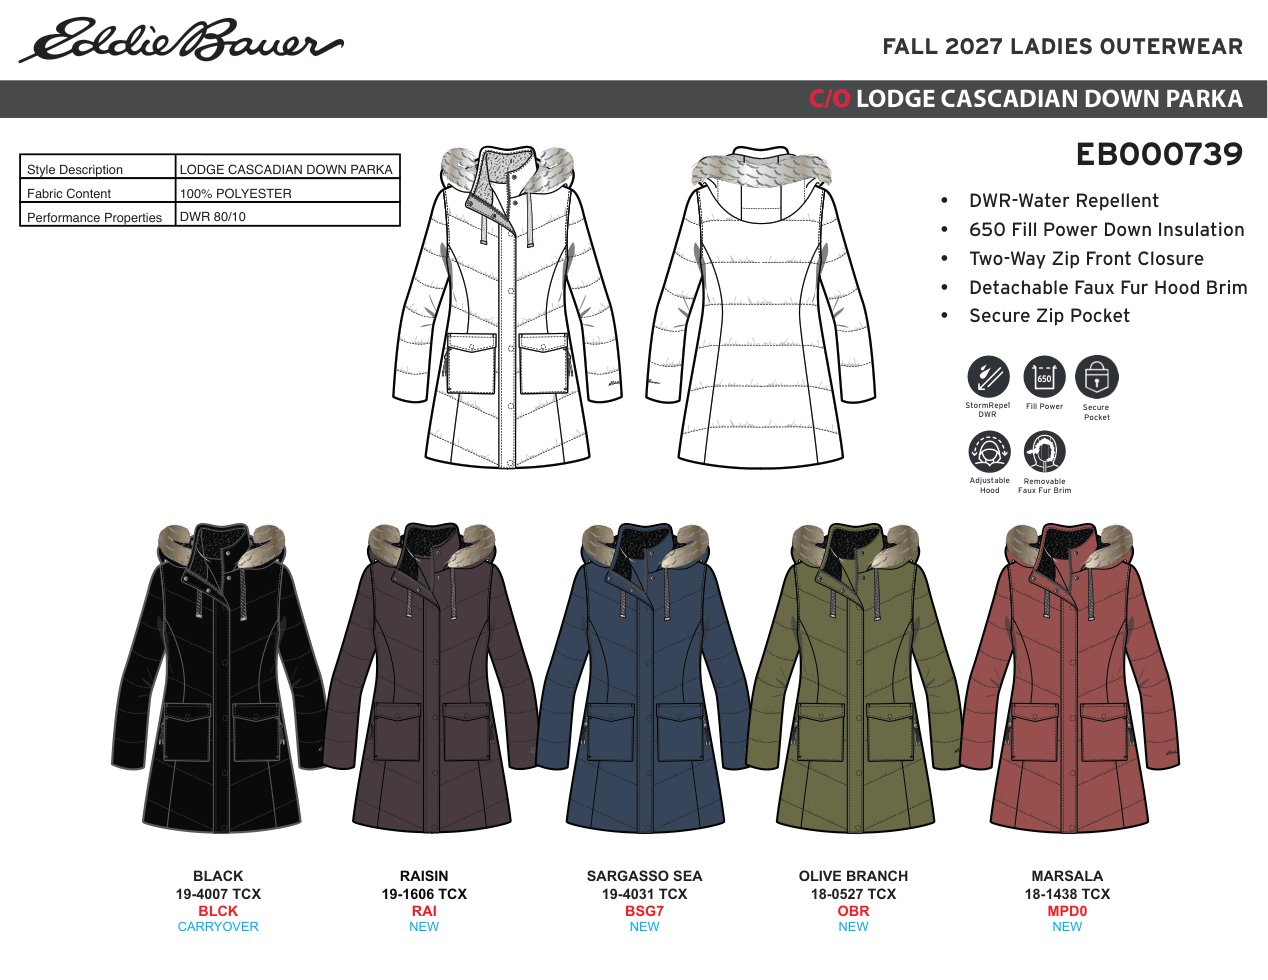 Eddie Bauer
FALL 2027 LADIES OUTERWEAR
C/O LODGE CASCADIAN DOWN PARKA
EB000739
Style Description LODGE CASCADIAN DOWN PARKA
Fabric Content 100% POLYESTER
Performance Properties DWR 80/10
• DWR-Water Repellent
• 650 Fill Power Down Insulation
• Two-Way Zip Front Closure
• Detachable Faux Fur Hood Brim
• Secure Zip Pocket
650
StormRepel
DWR
Fill Power
Secure
Pocket
Adjustable
Hood
Removable
Faux Fur Brim
BLACK
19-4007 TCX
BLCK
CARRYOVER
RAISIN
19-1606 TCX
RAI
NEW
SARGASSO SEA
19-4031 TCX
BSG7
NEW
OLIVE BRANCH
18-0527 TCX
OBR
NEW
MARSALA
18-1438 TCX
MPD0
NEW